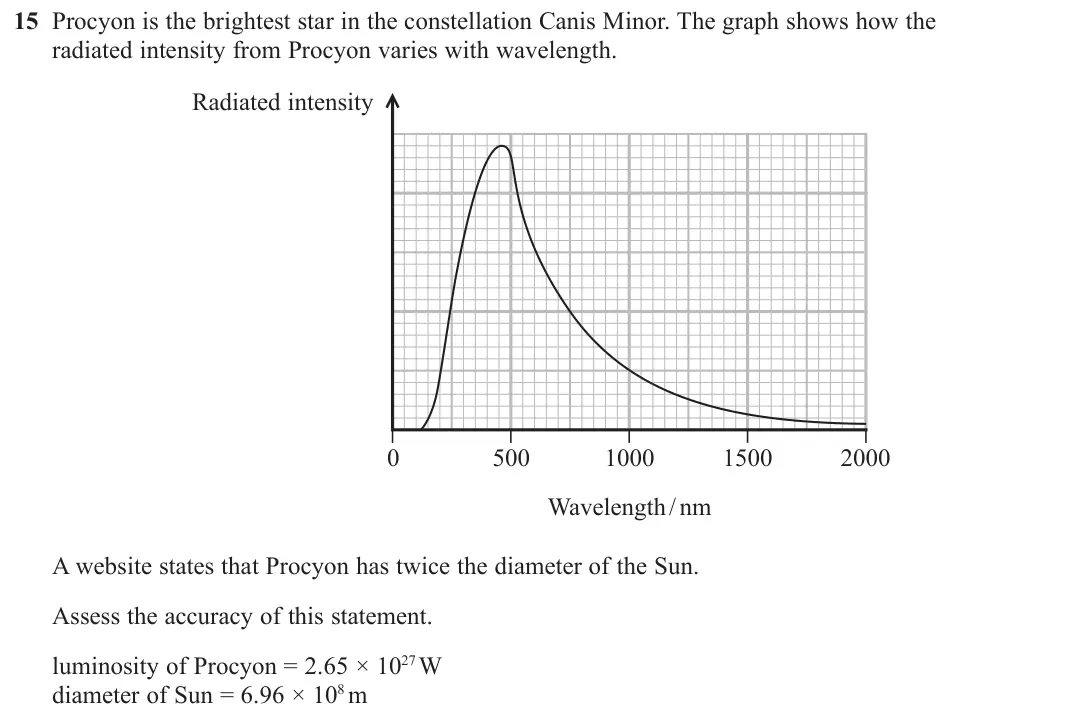 15 Procyon is the brightest star in the constellation Canis Minor. The graph shows how the
radiated intensity from Procyon varies with wavelength.
Radiated intensity
0 500 1000 1500 2000
Wavelength / nm
A website states that Procyon has twice the diameter of the Sun.
Assess the accuracy of this statement.
luminosity of Procyon = 2.65 × 10²⁷ W
diameter of Sun = 6.96 × 10⁸ m